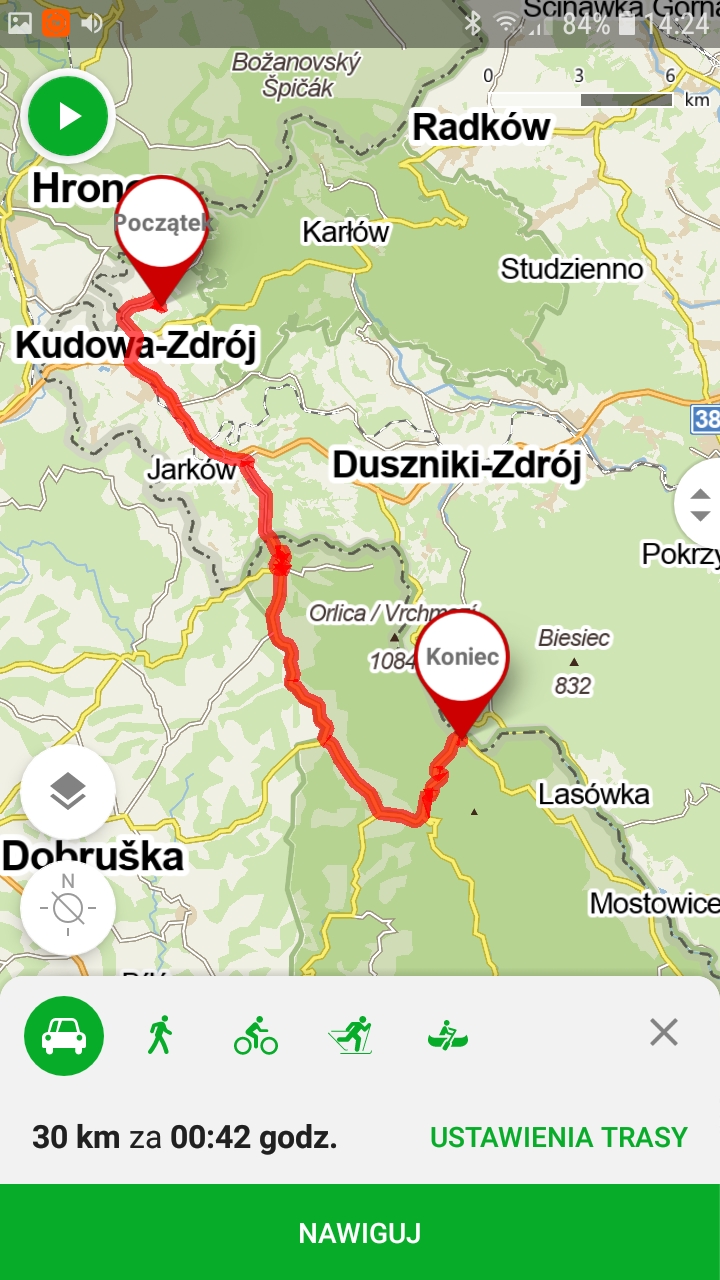 Ścinawka Górna
84% 14:24
Božanovský
Špičák
0 3 6
km
Radków
Hrono
Początek
Karłów
Studzienno
Kudowa-Zdrój
38
Duszniki-Zdrój
Jarków
Pokrzy
Orlica / Vrchmezí
Koniec
Biesiec
1084
832
Lasówka
Dobruška
N
Mostowice
30 km za 00:42 godz.
USTAWIENIA TRASY
NAWIGUJ